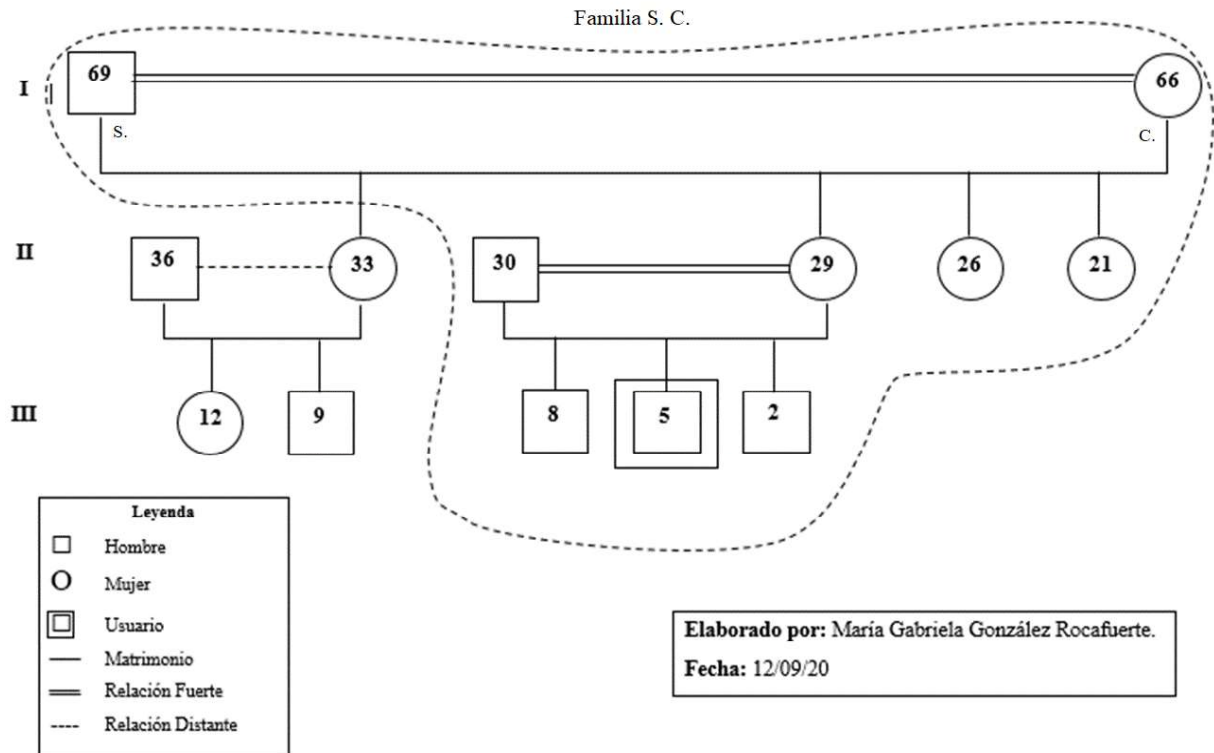 Familia S. C.
I
69
66
S.
C.
II
36
33
30
29
26
21
III
12
9
8
5
2
Leyenda
Hombre
Mujer
Usuario
Matrimonio
Relación Fuerte
Relación Distante
Elaborado por: María Gabriela González Rocafuerte.
Fecha: 12/09/20